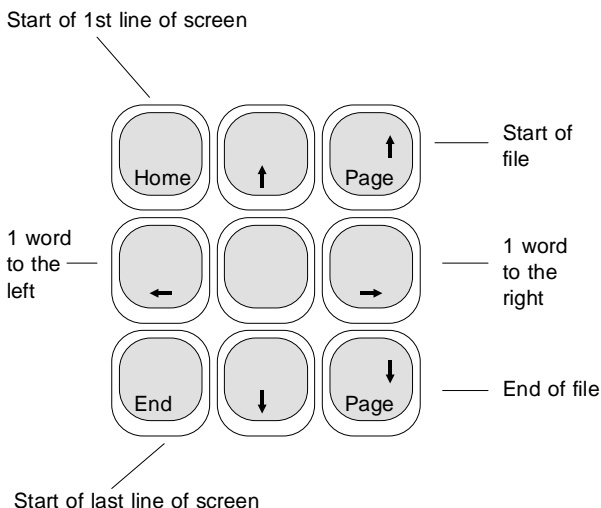 Start of 1st line of screen
Home
Page
Start of
file
1 word
to the
left
1 word
to the
right
End
Page
End of file
Start of last line of screen